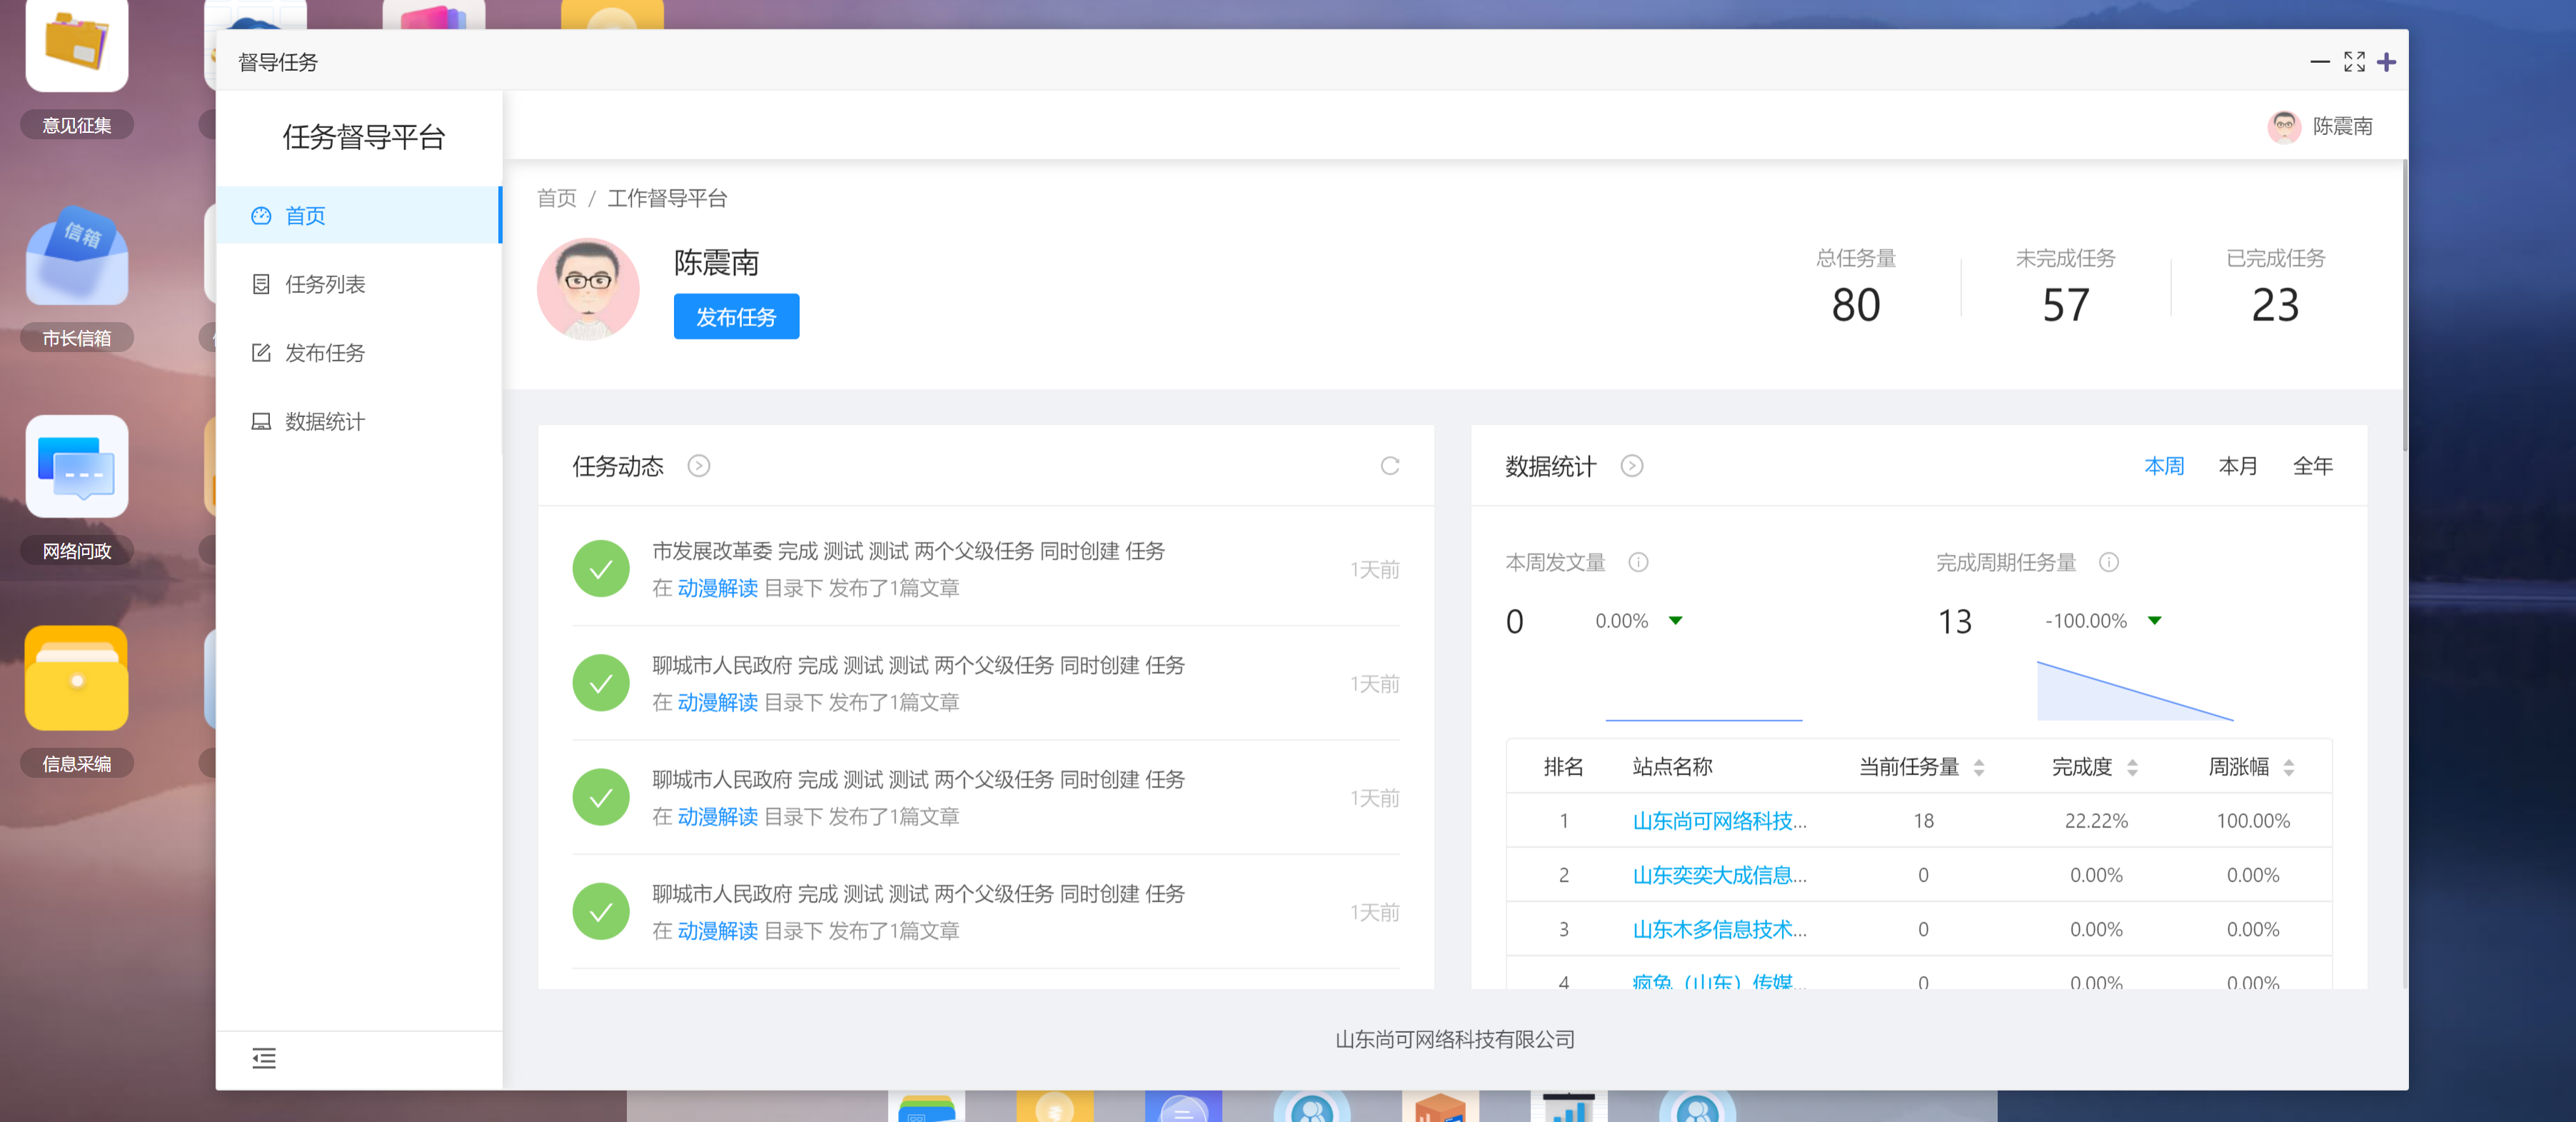 督导任务
任务督导平台
陈震南
首页
任务列表
发布任务
数据统计
首页 / 工作督导平台
陈震南
发布任务
总任务量
80
未完成任务
57
已完成任务
23
任务动态
市发展改革委 完成 测试 测试 两个父级任务 同时创建 任务
在 动漫解读 目录下 发布了1篇文章
1天前
聊城市人民政府 完成 测试 测试 两个父级任务 同时创建 任务
在 动漫解读 目录下 发布了1篇文章
1天前
聊城市人民政府 完成 测试 测试 两个父级任务 同时创建 任务
在 动漫解读 目录下 发布了1篇文章
1天前
聊城市人民政府 完成 测试 测试 两个父级任务 同时创建 任务
在 动漫解读 目录下 发布了1篇文章
1天前
数据统计
本周 本月 全年
本周发文量
0 0.00%
完成周期任务量
13 -100.00%
排名 站点名称 当前任务量 完成度 周涨幅
1 山东尚可网络科技... 18 22.22% 100.00%
2 山东奕奕大成信息... 0 0.00% 0.00%
3 山东木多信息技术... 0 0.00% 0.00%
4 疯兔（山东）传媒... 0 0.00% 0.00%
山东尚可网络科技有限公司
意见征集
信箱
市长信箱
网络问政
信息采编